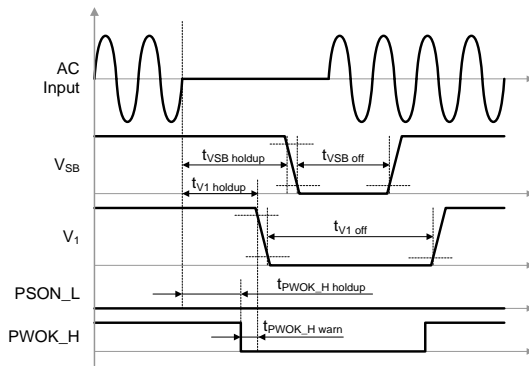 AC
Input
VSB
tVSB holdup
tVSB off
tV1 holdup
V1
tV1 off
PSON_L
tPWOK_H holdup
PWOK_H
tPWOK_H warn